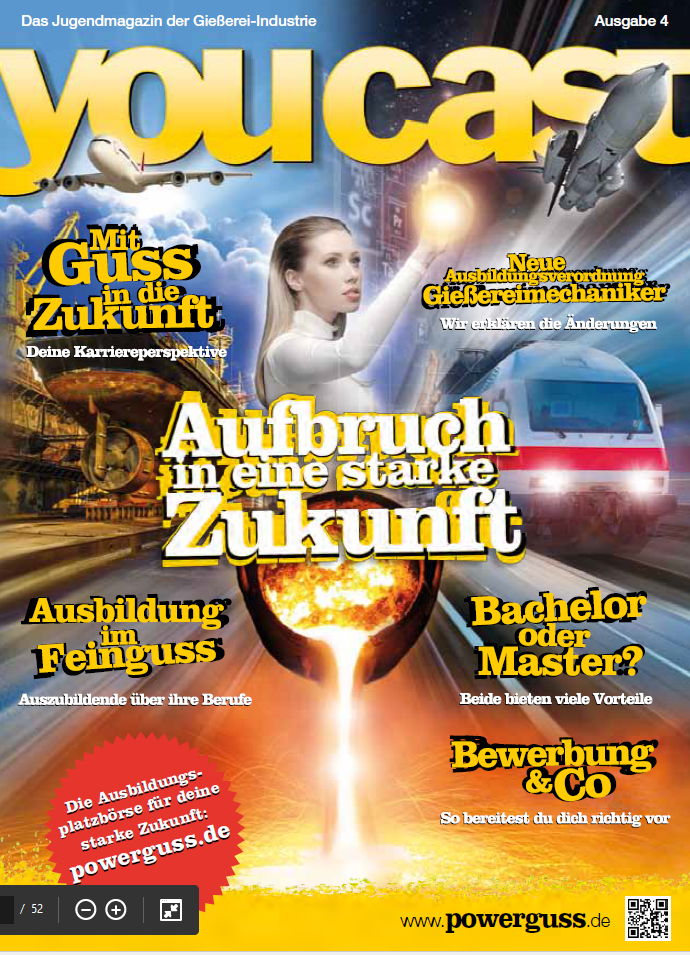 Das Jugendmagazin der Gießerei-Industrie
Ausgabe 4
youcast
Mit
Guss
in die
Zukunft
Deine Karriereperspektive
Neue
Ausbildungsverordnung
Gießereimechaniker
Wir erklären die Änderungen
Aufbruch
in eine starke
Zukunft
Ausbildung
im
Feinguss
Auszubildende über ihre Berufe
Bachelor
oder
Master?
Beide bieten viele Vorteile
Bewerbung
&Co
So bereitest du dich richtig vor
Die Ausbildungs-
platzbörse für deine
starke Zukunft:
powerguss.de
/ 52
www.powerguss.de